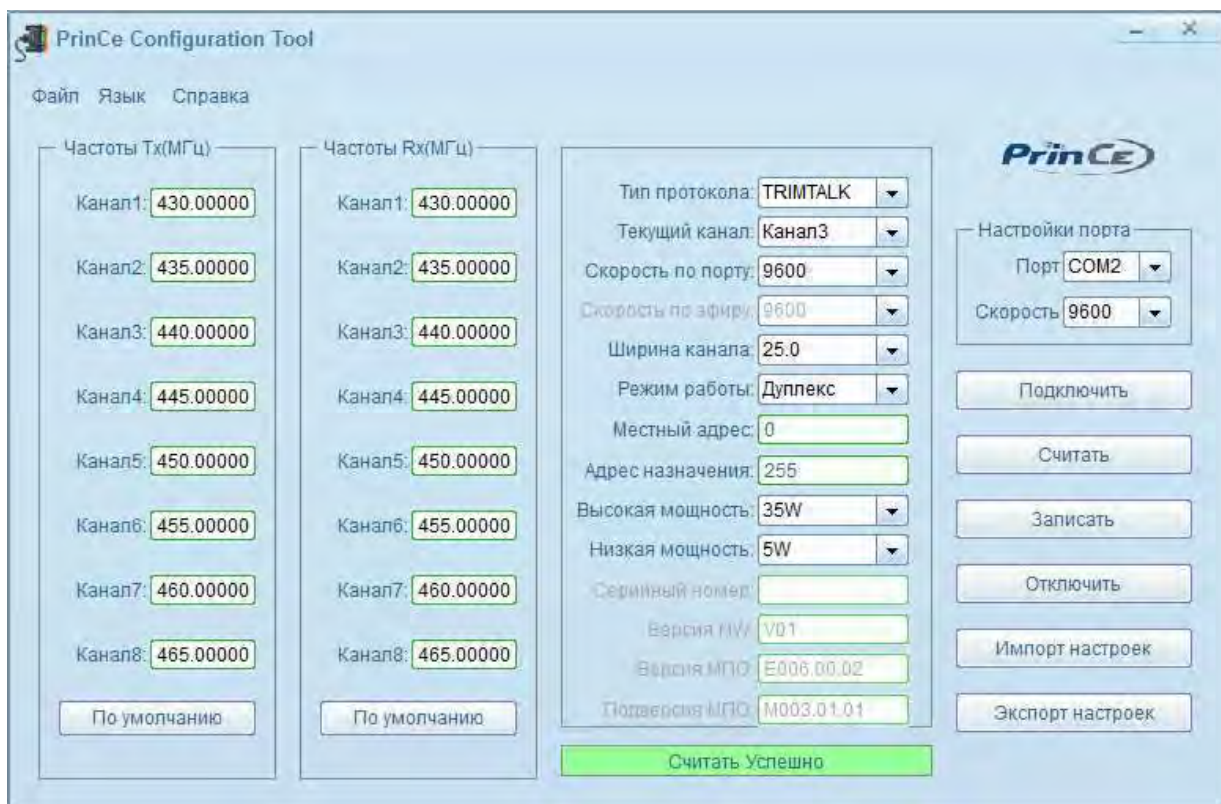 PrinCe Configuration Tool
Файл Язык Справка
Частоты Tx(МГц)
Канал1: 430.00000
Канал2: 435.00000
Канал3: 440.00000
Канал4: 445.00000
Канал5: 450.00000
Канал6: 455.00000
Канал7: 460.00000
Канал8: 465.00000
По умолчанию
Частоты Rx(МГц)
Канал1: 430.00000
Канал2: 435.00000
Канал3: 440.00000
Канал4: 445.00000
Канал5: 450.00000
Канал6: 455.00000
Канал7: 460.00000
Канал8: 465.00000
По умолчанию
Тип протокола: TRIMTALK
Текущий канал: Канал3
Скорость по порту: 9600
Скорость по эфиру: 9600
Ширина канала: 25.0
Режим работы: Дуплекс
Местный адрес: 0
Адрес назначения: 255
Высокая мощность: 35W
Низкая мощность: 5W
Серийный номер:
Версия HW: V01
Версия МПО: E006.00.02
Подверсия МПО: M003.01.01
Считать Успешно
PrinCE
Настройки порта
Порт COM2
Скорость 9600
Подключить
Считать
Записать
Отключить
Импорт настроек
Экспорт настроек